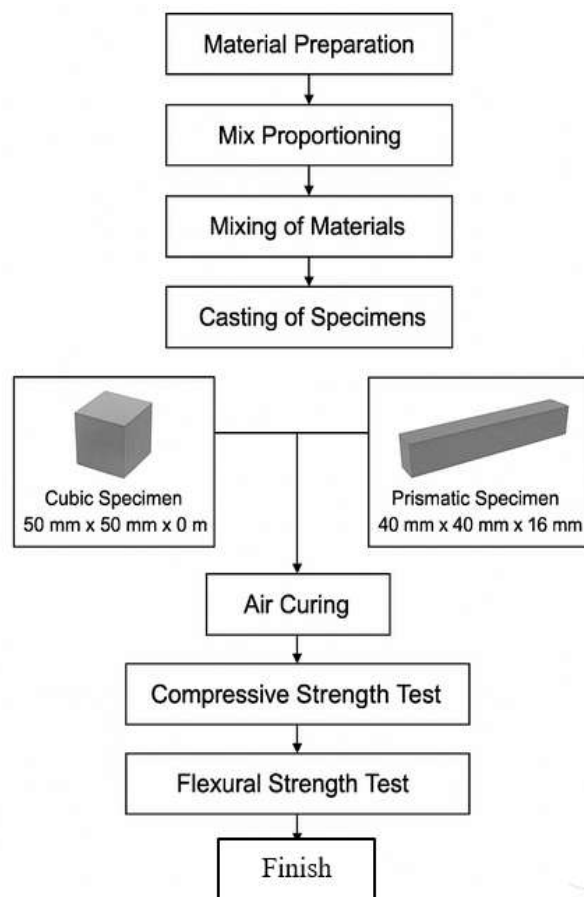 Material Preparation
Mix Proportioning
Mixing of Materials
Casting of Specimens
Cubic Specimen
50 mm x 50 mm x 0 m
Prismatic Specimen
40 mm x 40 mm x 16 mm
Air Curing
Compressive Strength Test
Flexural Strength Test
Finish